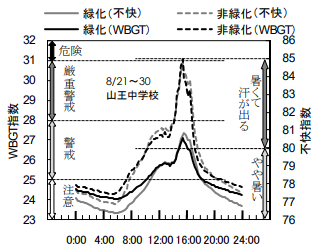 緑化(不快) 非緑化(不快)
緑化(WBGT) 非緑化(WBGT)
WBGT指数
32
31
30
29
28
27
26
25
24
23
危険
厳重警戒
警戒
注意
8/21～30
山王中学校
86
85
84
83
82
81
80
79
78
77
76
暑くて
汗が出る
やや暑い
不快指数
0:00 4:00 8:00 12:00 16:00 20:00 24:00